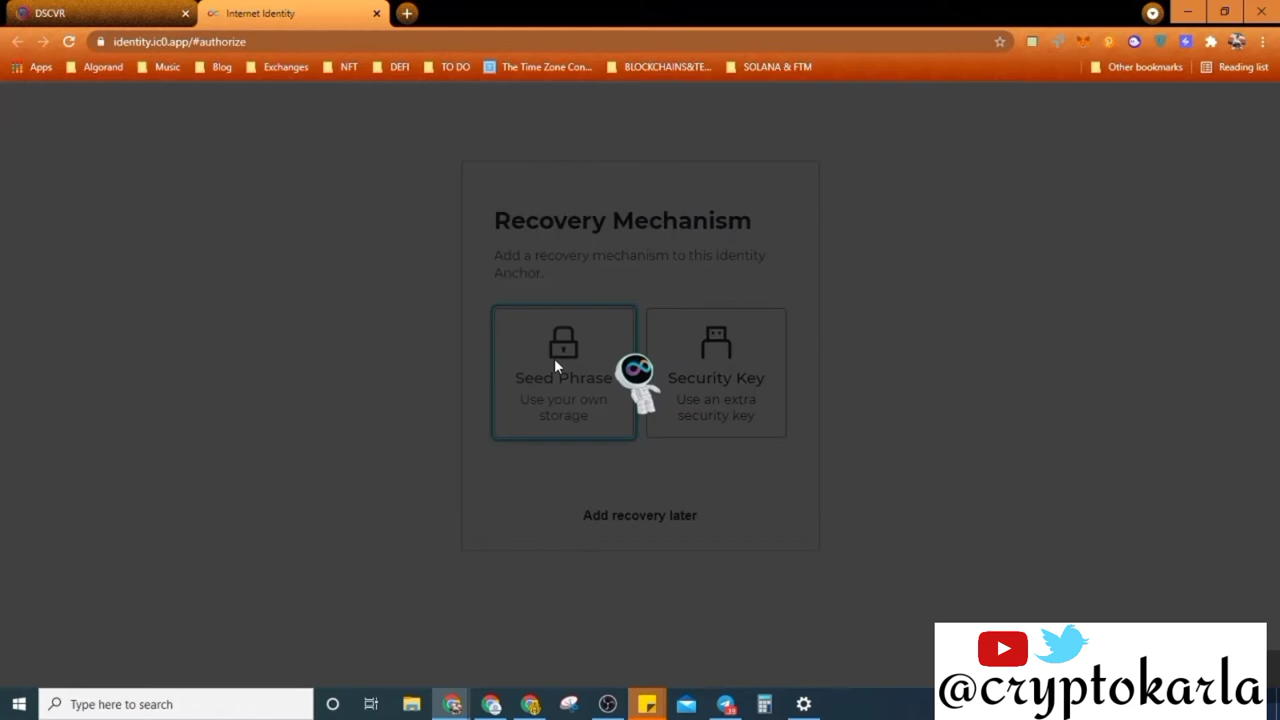 DSCVR
Internet Identity
identity.ic0.app/#authorize
Apps
Algorand
Music
Blog
Exchanges
NFT
DEFI
TO DO
The Time Zone Con...
BLOCKCHAINS&TE...
SOLANA & FTM
Other bookmarks
Reading list
Recovery Mechanism
Add a recovery mechanism to this Identity
Anchor.
Seed Phrase
Use your own
storage
Security Key
Use an extra
security key
Add recovery later
@cryptokarla
Type here to search